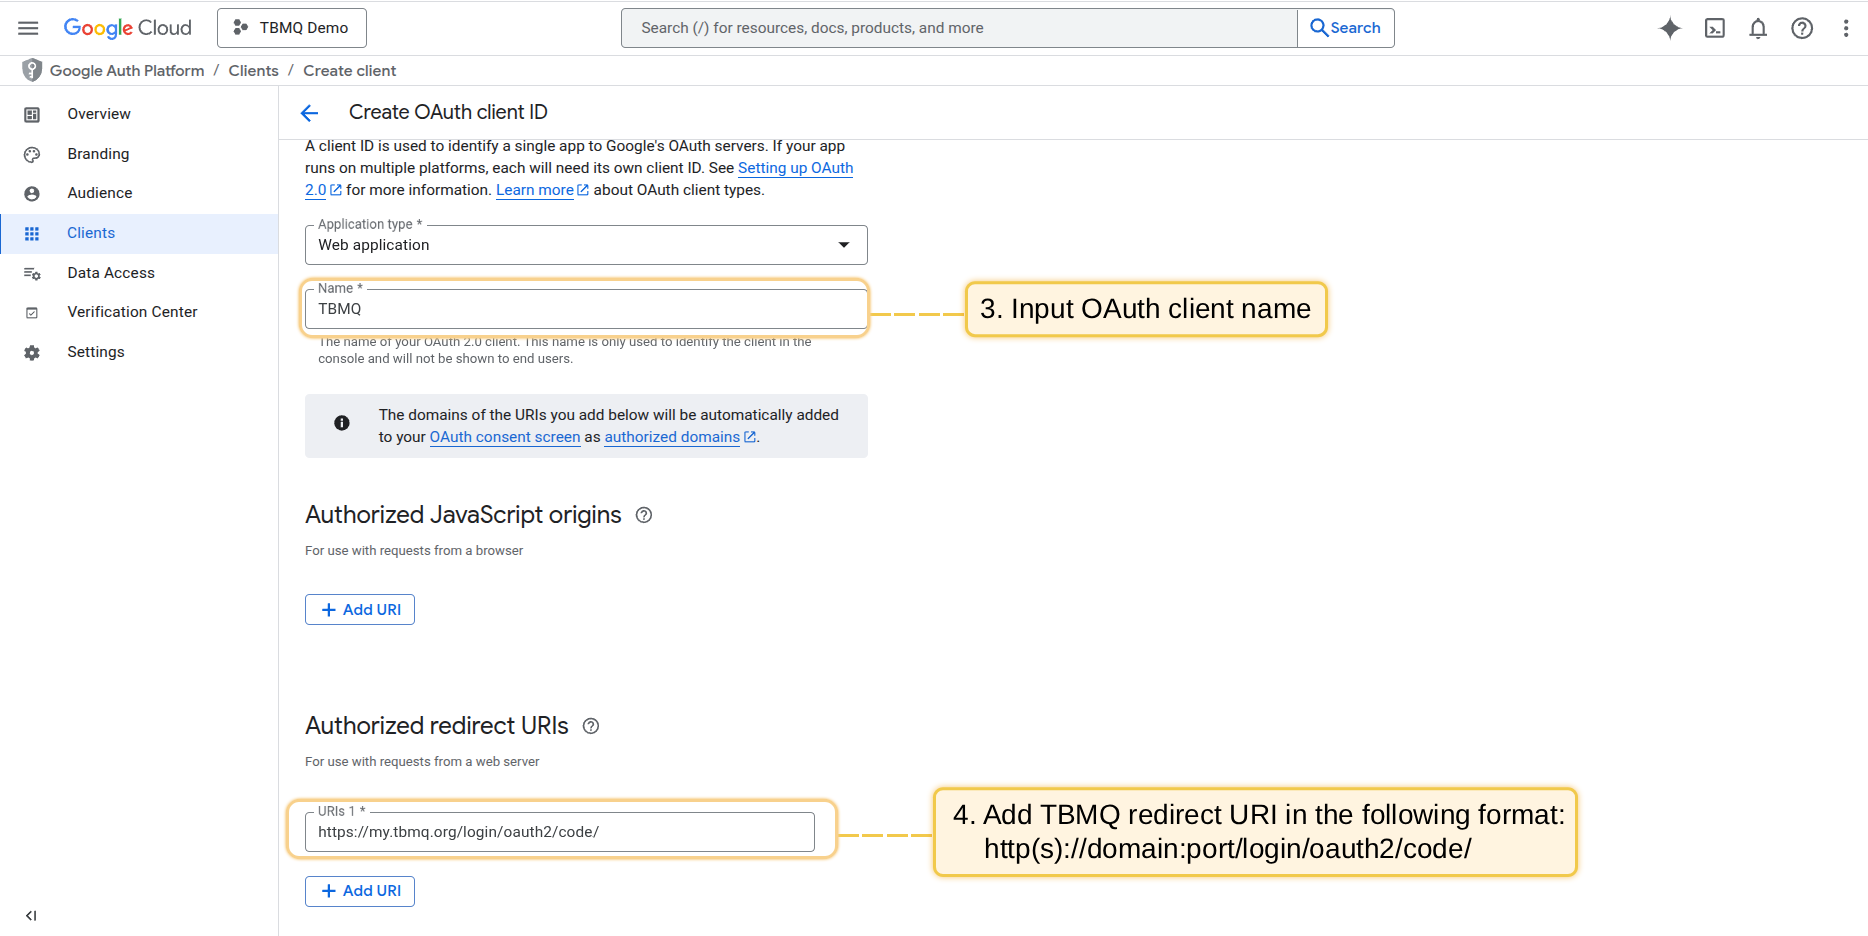 Google Cloud
TBMQ Demo
Search (/) for resources, docs, products, and more
Search
Google Auth Platform / Clients / Create client
Overview
Branding
Audience
Clients
Data Access
Verification Center
Settings
Create OAuth client ID
A client ID is used to identify a single app to Google's OAuth servers. If your app
runs on multiple platforms, each will need its own client ID. See Setting up OAuth
2.0 for more information. Learn more about OAuth client types.
Application type *
Web application
Name *
TBMQ
3. Input OAuth client name
The name of your OAuth 2.0 client. This name is only used to identify the client in the
console and will not be shown to end users.
The domains of the URIs you add below will be automatically added
to your OAuth consent screen as authorized domains.
Authorized JavaScript origins
For use with requests from a browser
+ Add URI
Authorized redirect URIs
For use with requests from a web server
URIs 1 *
https://my.tbmq.org/login/oauth2/code/
4. Add TBMQ redirect URI in the following format:
http(s)://domain:port/login/oauth2/code/
+ Add URI